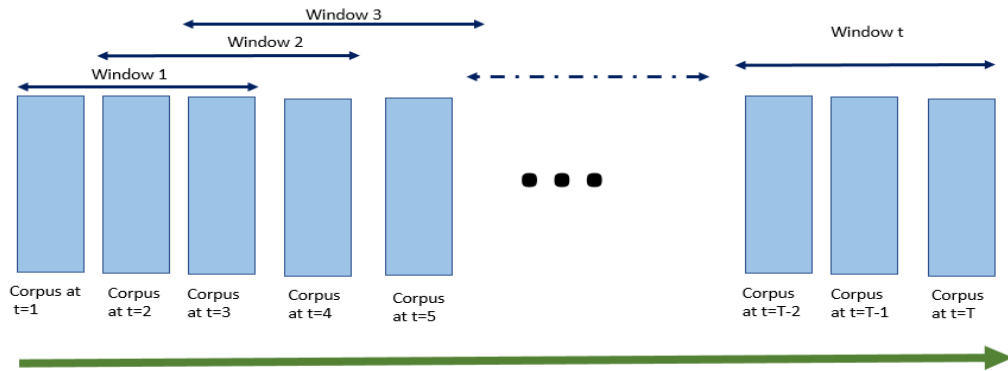 Window 3
Window 2
Window t
Window 1
Corpus at
t=1
Corpus
at t=2
Corpus
at t=3
Corpus
at t=4
Corpus
at t=5
Corpus
at t=T-2
Corpus
at t=T-1
Corpus
at t=T